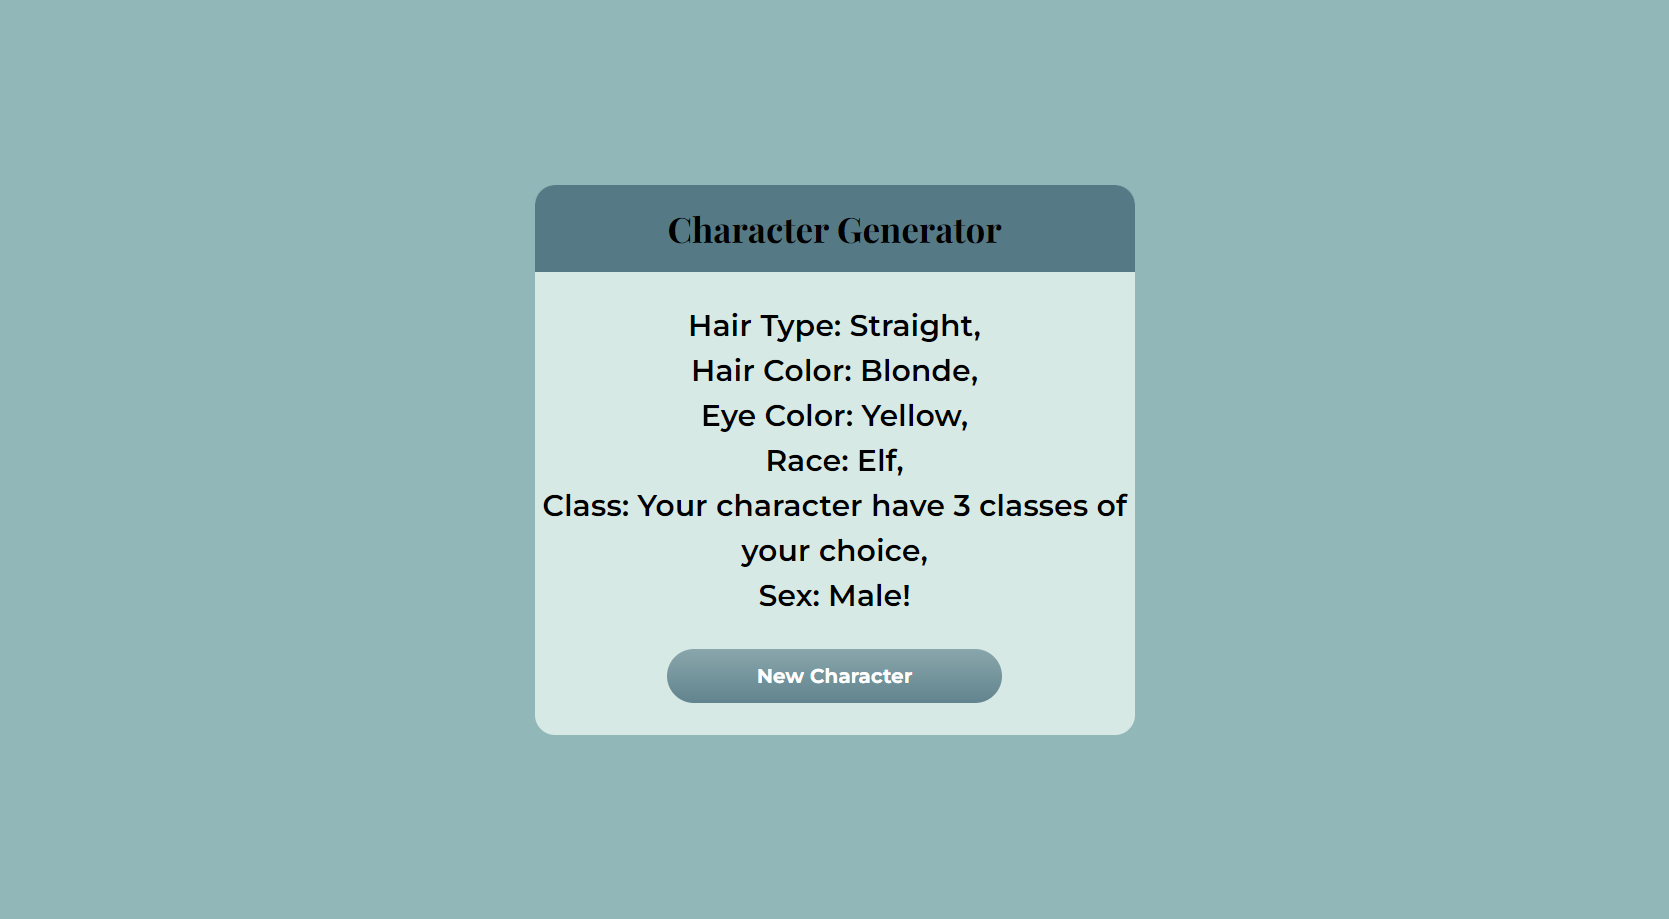 Character Generator
Hair Type: Straight,
Hair Color: Blonde,
Eye Color: Yellow,
Race: Elf,
Class: Your character have 3 classes of
your choice,
Sex: Male!
New Character